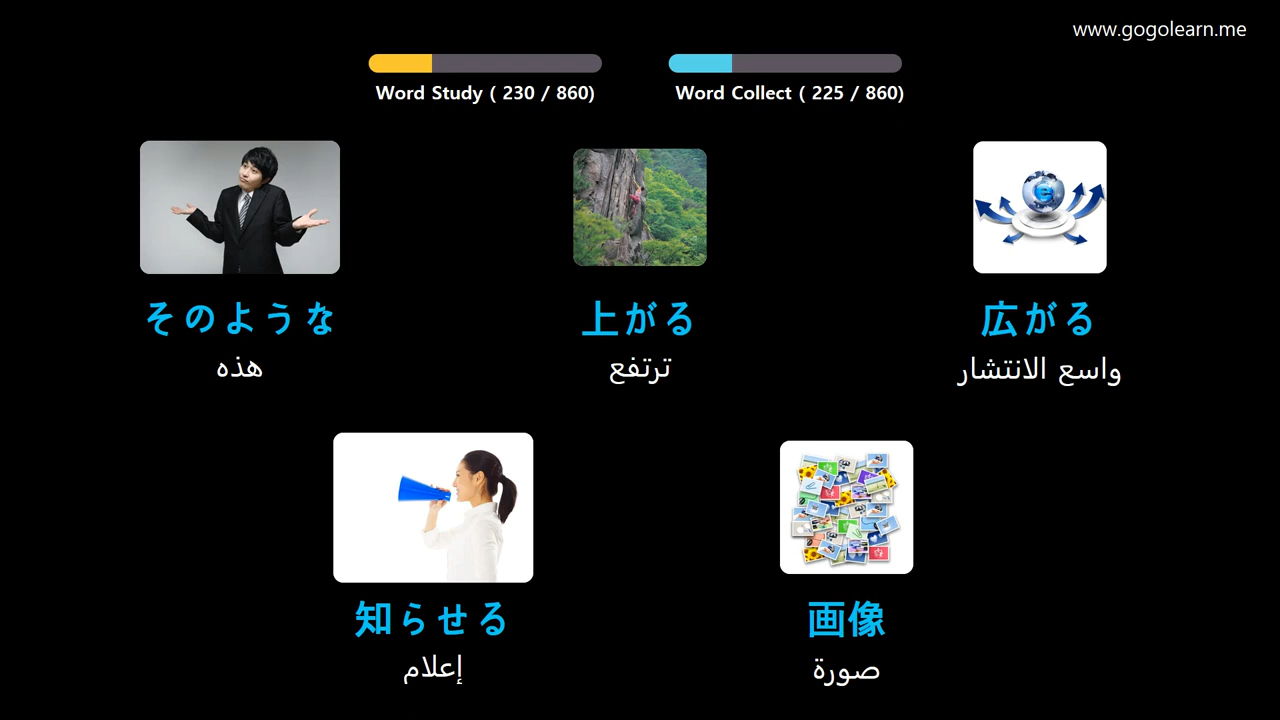 www.gogolearn.me
Word Study ( 230 / 860)
Word Collect ( 225 / 860)
そのような
هذه
上がる
ترتفع
広がる
واسع الانتشار
知らせる
إعلام
画像
صورة